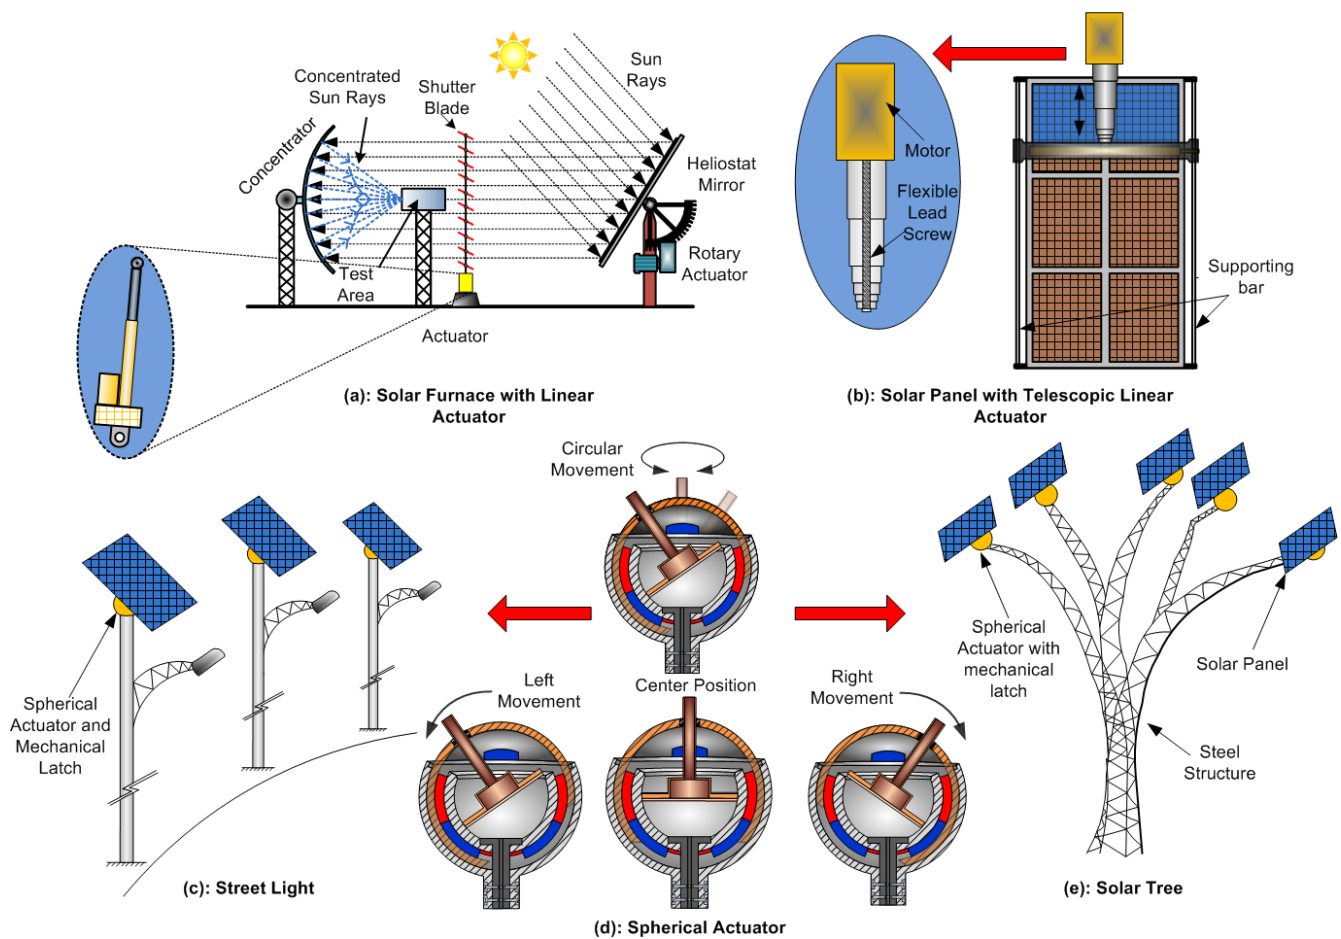 Sun
Rays
Concentrated
Sun Rays
Shutter
Blade
Concentrator
Heliostat
Mirror
Test
Area
Rotary
Actuator
Actuator
(a): Solar Furnace with Linear
Actuator
Motor
Flexible
Lead
Screw
Supporting
bar
(b): Solar Panel with Telescopic Linear
Actuator
Spherical
Actuator and
Mechanical
Latch
(c): Street Light
Circular
Movement
Left
Movement
Center Position
Right
Movement
(d): Spherical Actuator
Spherical
Actuator with
mechanical
latch
Solar Panel
Steel
Structure
(e): Solar Tree